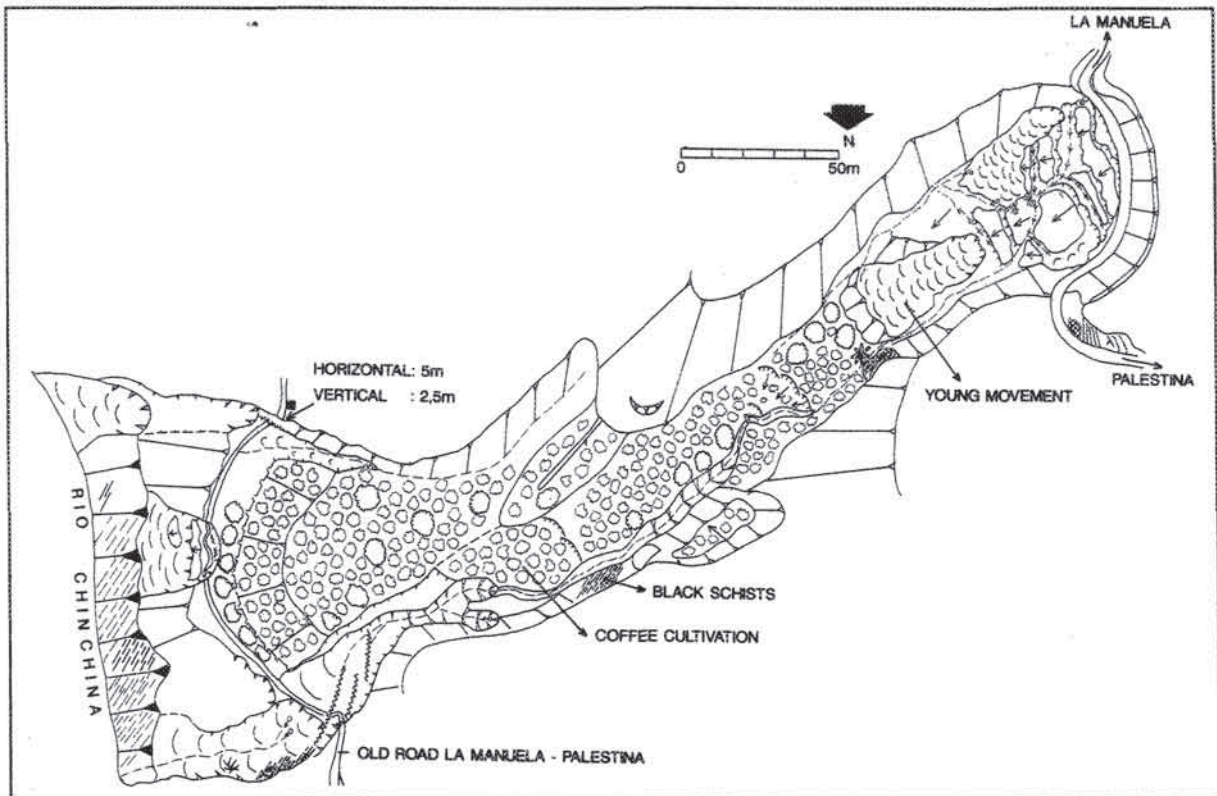 LA MANUELA
N
0 50m
PALESTINA
YOUNG MOVEMENT
HORIZONTAL: 5m
VERTICAL : 2,5m
RIO CHINCHINA
BLACK SCHISTS
COFFEE CULTIVATION
OLD ROAD LA MANUELA - PALESTINA